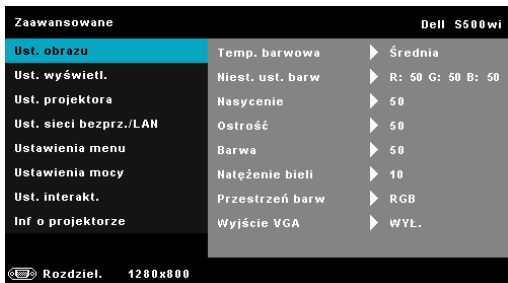 Zaawansowane Dell S500wi
Ust. obrazu Temp. barwowa Średnia
Ust. wyświetl. Niest. ust. barw R: 50 G: 50 B: 50
Ust. projektora Nasycenie 50
Ust. sieci bezprz./LAN Ostrość 50
Ustawienia menu Barwa 50
Ustawienia mocy Natężenie bieli 10
Ust. interakt. Przestrzeń barw RGB
Inf o projektorze Wyjście VGA WYŁ.
Rozdziel. 1280x800